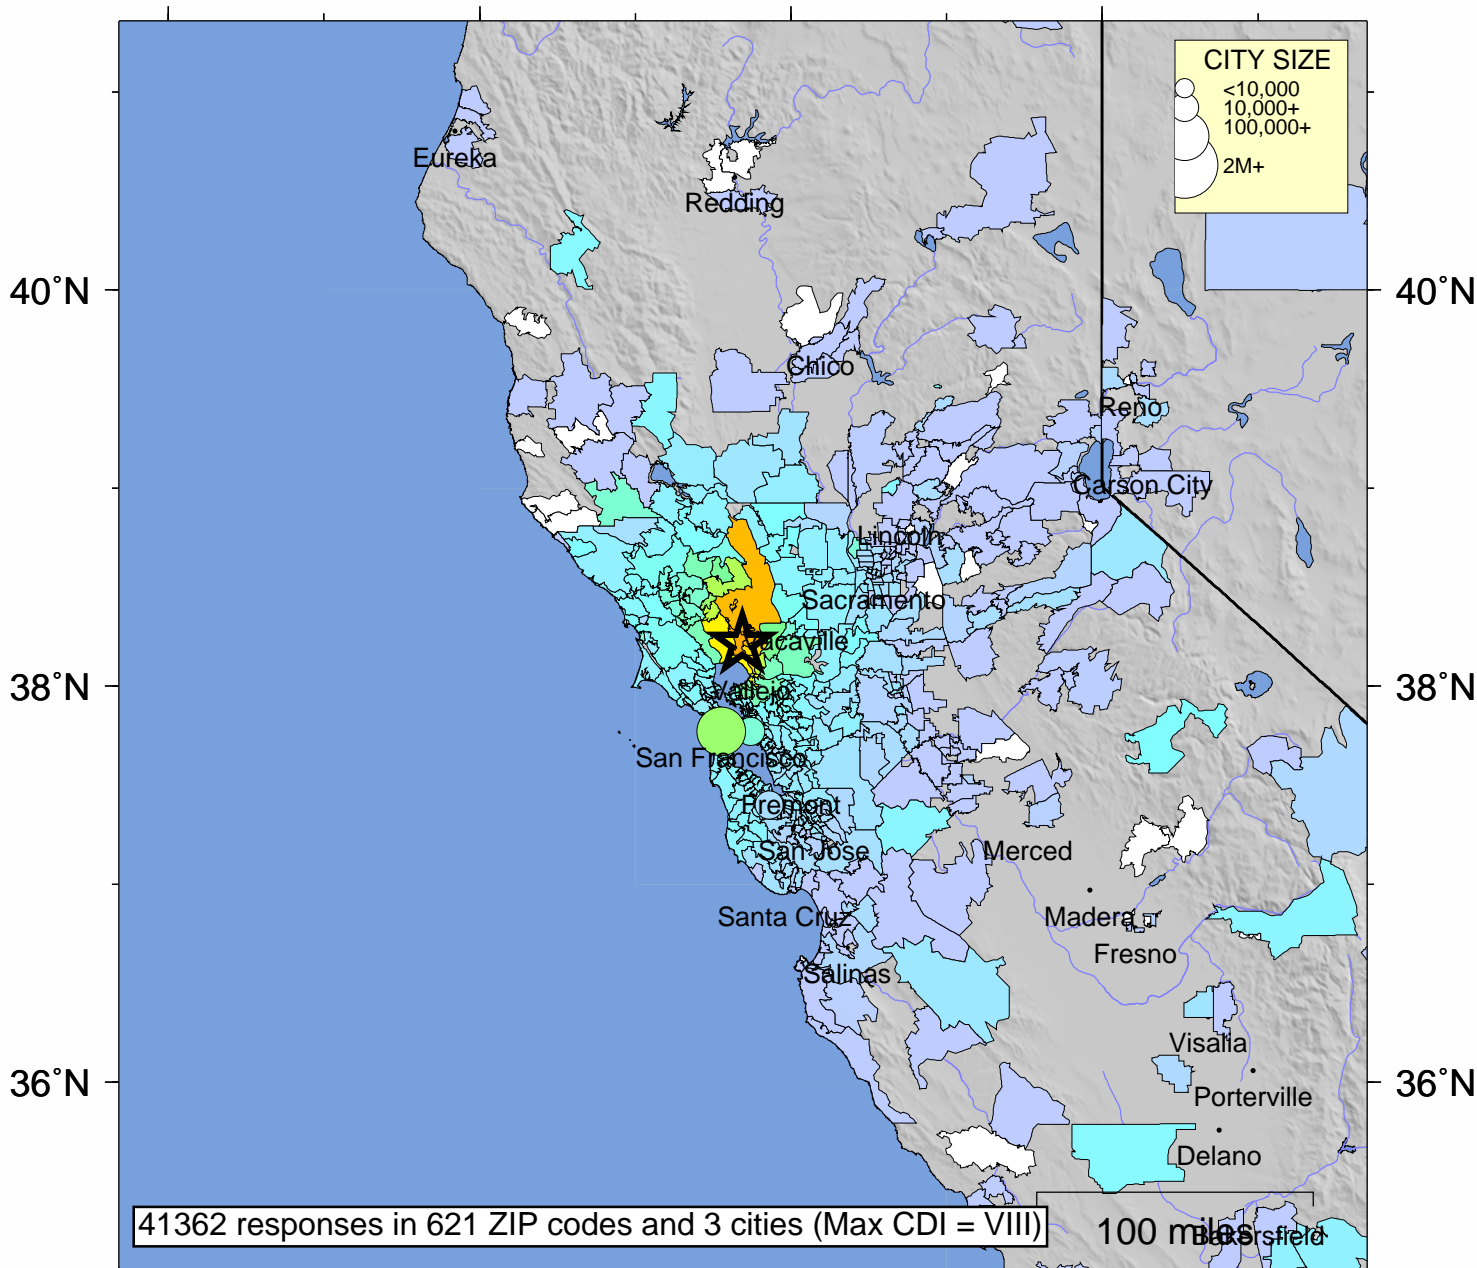 CITY SIZE
<10,000
10,000+
100,000+
2M+
Eureka
Redding
40˚N
40˚N
Chico
Reno
Carson City
Lincoln
Sacramento
Vacaville
38˚N
38˚N
Vallejo
San Francisco
Fremont
San Jose
Merced
Santa Cruz
Madera
Fresno
Salinas
Visalia
36˚N
36˚N
Porterville
Delano
41362 responses in 621 ZIP codes and 3 cities (Max CDI = VIII)
100 miles
Bakersfield